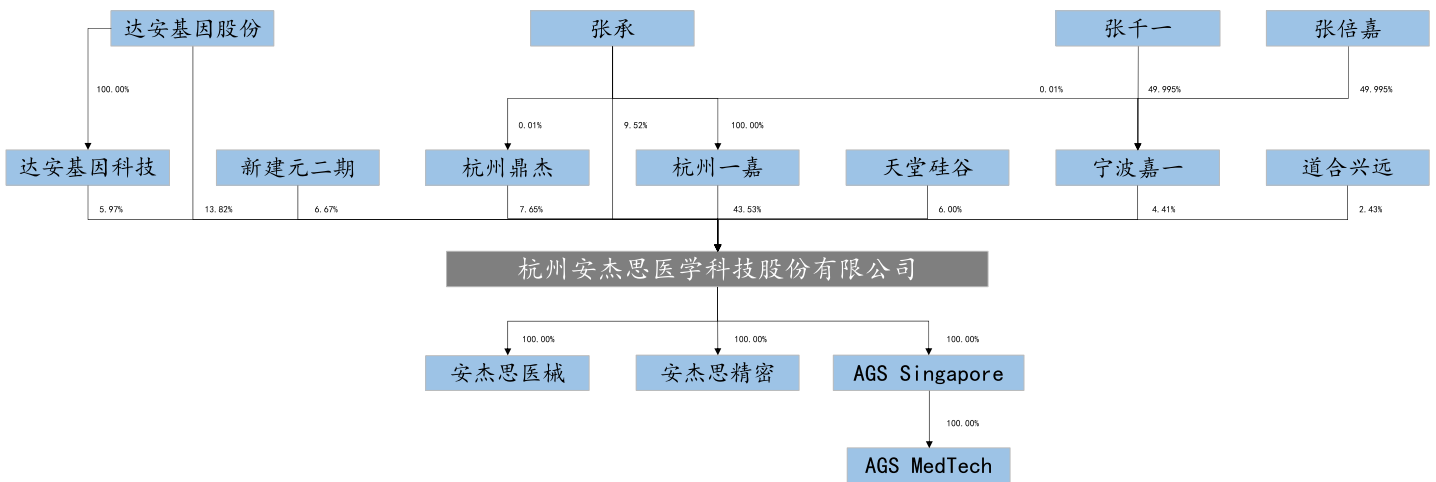 达安基因股份
张承
张千一
张倍嘉
100.00%
0.01%
49.995%
49.995%
0.01%
9.52%
100.00%
达安基因科技
新建元二期
杭州鼎杰
杭州一嘉
天堂硅谷
宁波嘉一
道合兴远
5.97%
13.82%
6.67%
7.65%
43.53%
6.00%
4.41%
2.43%
杭州安杰思医学科技股份有限公司
100.00%
100.00%
100.00%
安杰思医械
安杰思精密
AGS Singapore
100.00%
AGS MedTech